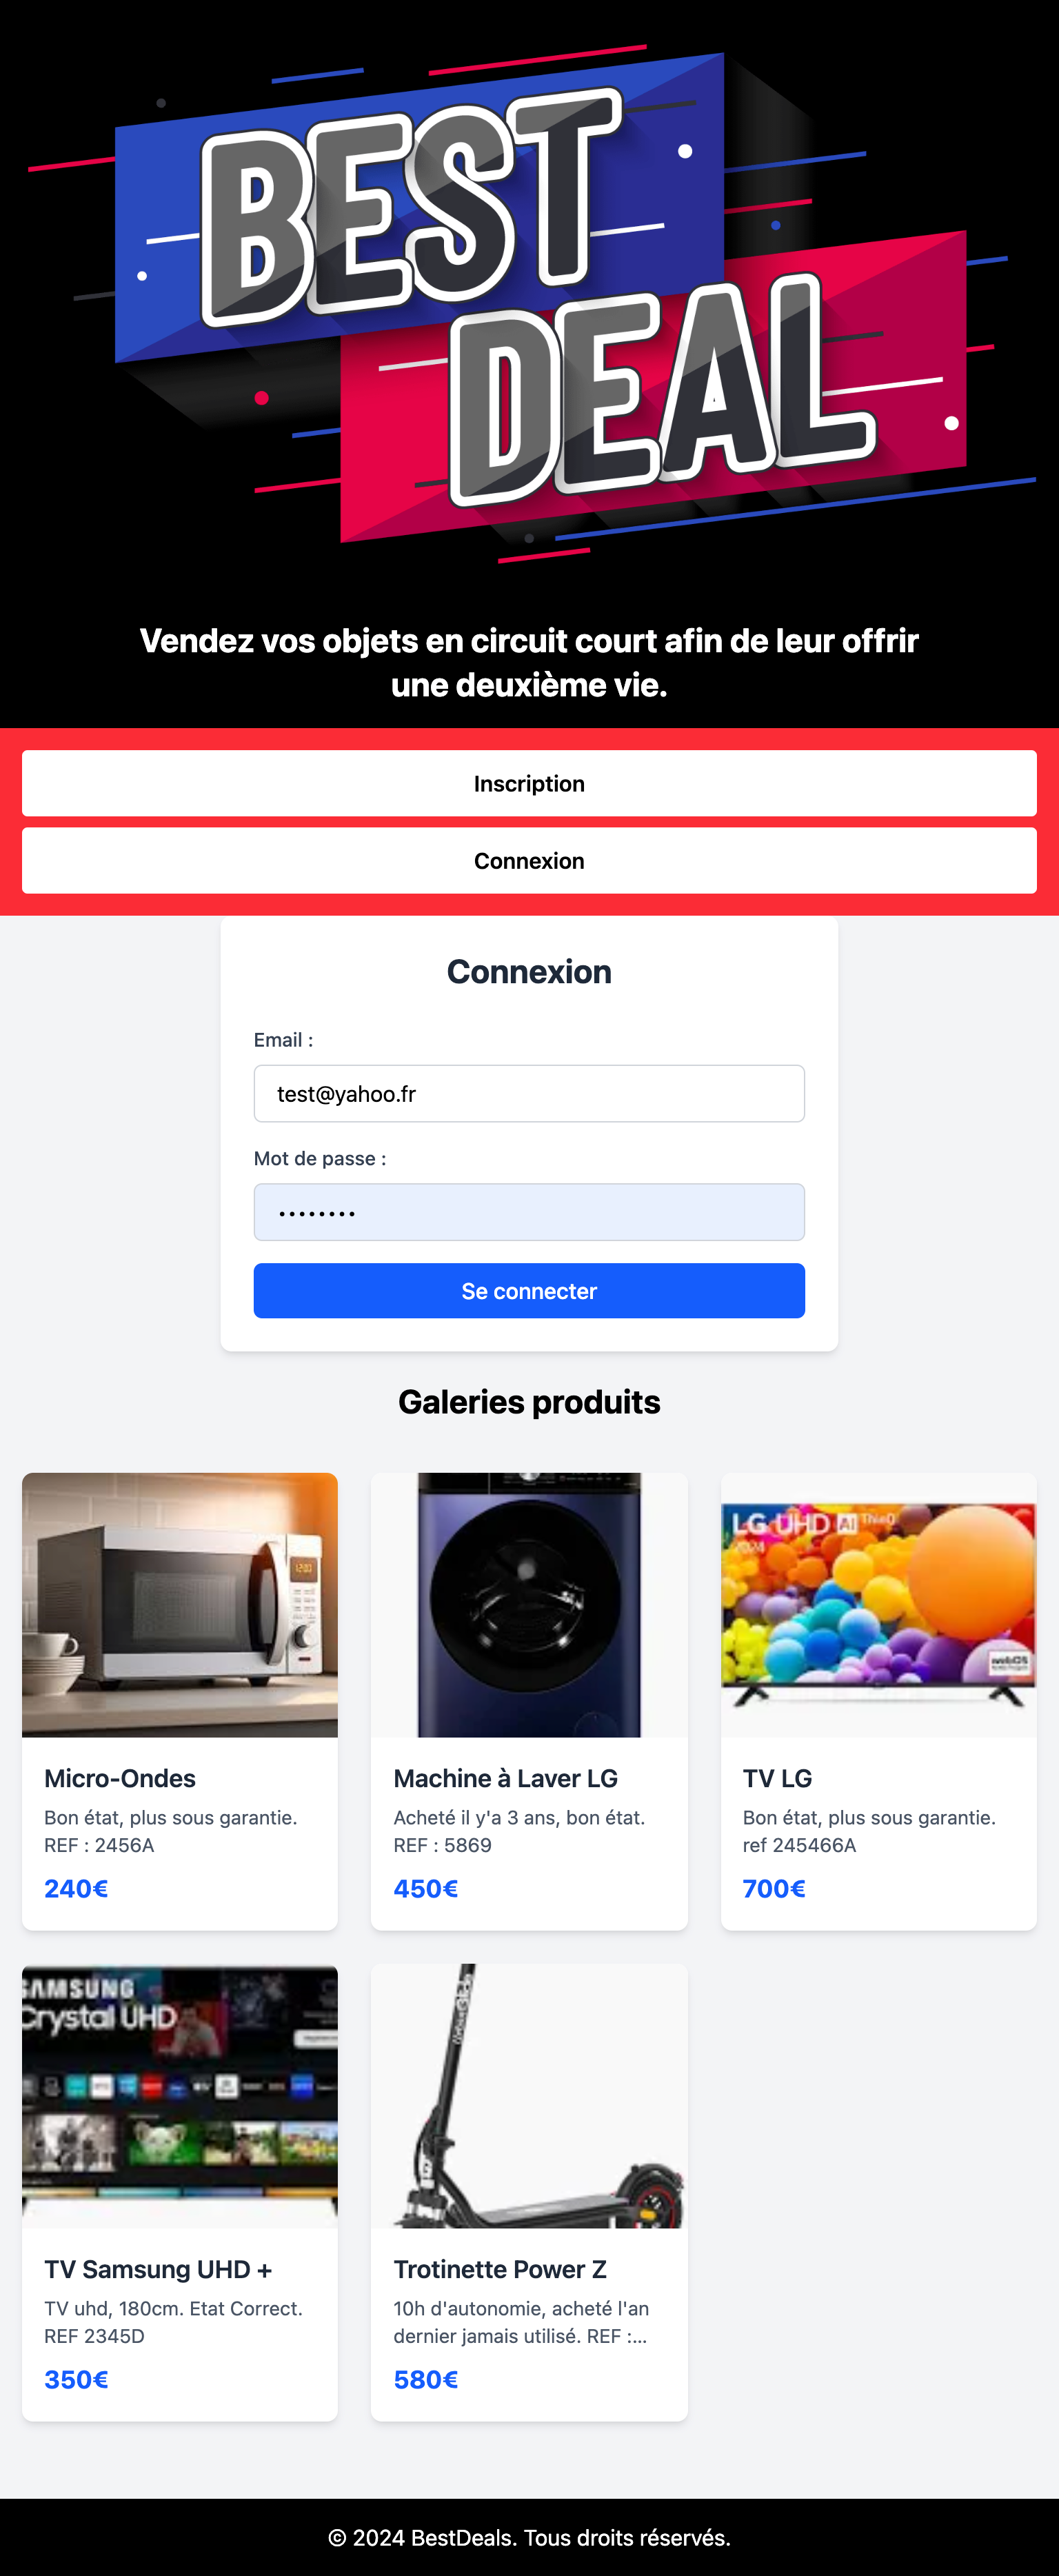 BEST
DEAL
Vendez vos objets en circuit court afin de leur offrir
une deuxième vie.
Inscription
Connexion
Connexion
Email :
test@yahoo.fr
Mot de passe :
••••••••
Se connecter
Galeries produits
12:00
LG UHD AI ThinQ
2024
webOS
Micro-Ondes
Bon état, plus sous garantie.
REF : 2456A
240€
Machine à Laver LG
Acheté il y'a 3 ans, bon état.
REF : 5869
450€
TV LG
Bon état, plus sous garantie.
ref 245466A
700€
SAMSUNG
Crystal UHD
TV Samsung UHD +
TV uhd, 180cm. Etat Correct.
REF 2345D
350€
Trotinette Power Z
10h d'autonomie, acheté l'an
dernier jamais utilisé. REF :...
580€
© 2024 BestDeals. Tous droits réservés.